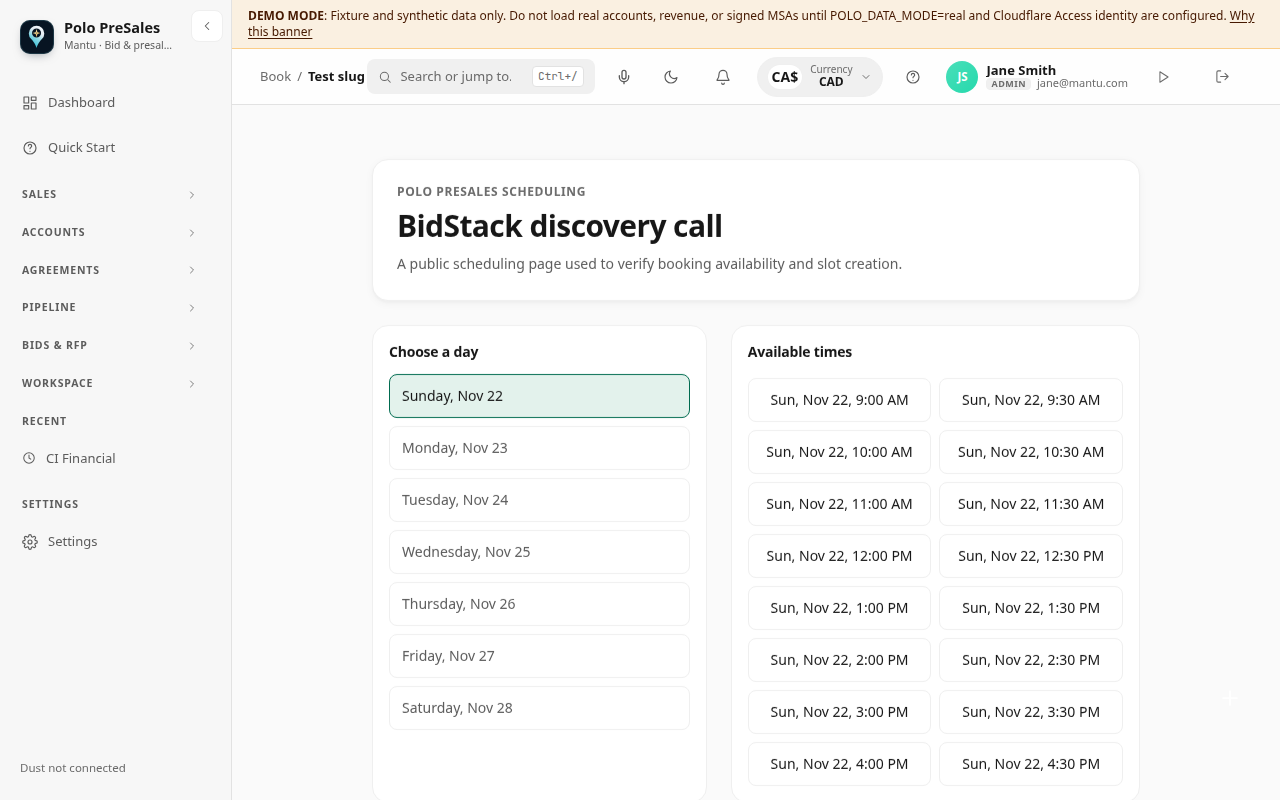 Polo PreSales
Mantu · Bid & presal...
Dashboard
Quick Start
SALES
ACCOUNTS
AGREEMENTS
PIPELINE
BIDS & RFP
WORKSPACE
RECENT
CI Financial
SETTINGS
Settings
Dust not connected
DEMO MODE: Fixture and synthetic data only. Do not load real accounts, revenue, or signed MSAs until POLO_DATA_MODE=real and Cloudflare Access identity are configured. Why
this banner
Book / Test slug
Search or jump to.
Ctrl+/
CA$
Currency
CAD
JS
Jane Smith
ADMIN jane@mantu.com
POLO PRESALES SCHEDULING
BidStack discovery call
A public scheduling page used to verify booking availability and slot creation.
Choose a day
Sunday, Nov 22
Monday, Nov 23
Tuesday, Nov 24
Wednesday, Nov 25
Thursday, Nov 26
Friday, Nov 27
Saturday, Nov 28
Available times
Sun, Nov 22, 9:00 AM
Sun, Nov 22, 9:30 AM
Sun, Nov 22, 10:00 AM
Sun, Nov 22, 10:30 AM
Sun, Nov 22, 11:00 AM
Sun, Nov 22, 11:30 AM
Sun, Nov 22, 12:00 PM
Sun, Nov 22, 12:30 PM
Sun, Nov 22, 1:00 PM
Sun, Nov 22, 1:30 PM
Sun, Nov 22, 2:00 PM
Sun, Nov 22, 2:30 PM
Sun, Nov 22, 3:00 PM
Sun, Nov 22, 3:30 PM
Sun, Nov 22, 4:00 PM
Sun, Nov 22, 4:30 PM